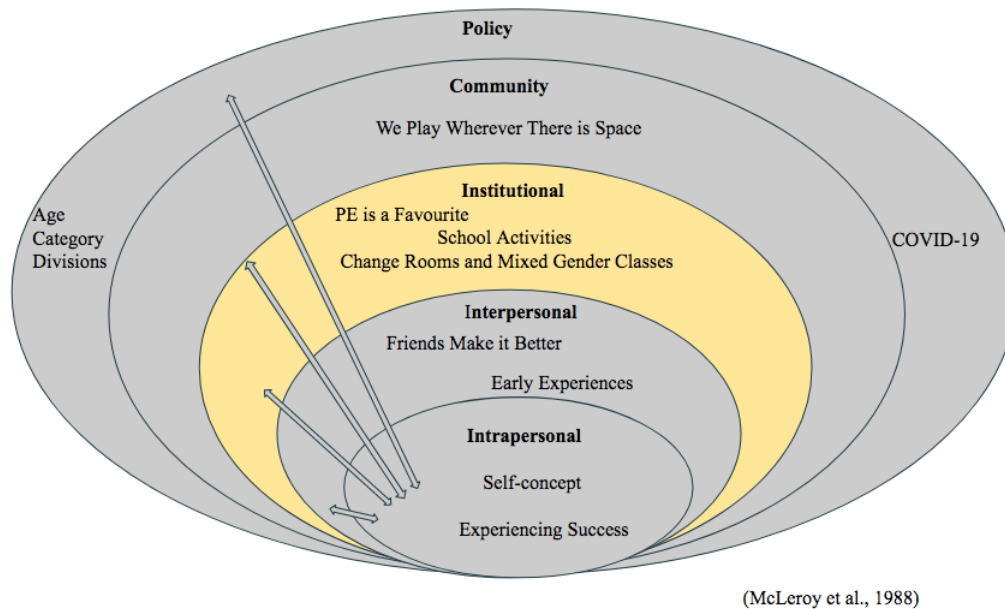 Policy
Community
We Play Wherever There is Space
Institutional
PE is a Favourite
School Activities
Change Rooms and Mixed Gender Classes
Age
Category
Divisions
COVID-19
Interpersonal
Friends Make it Better
Early Experiences
Intrapersonal
Self-concept
Experiencing Success
(McLeroy et al., 1988)